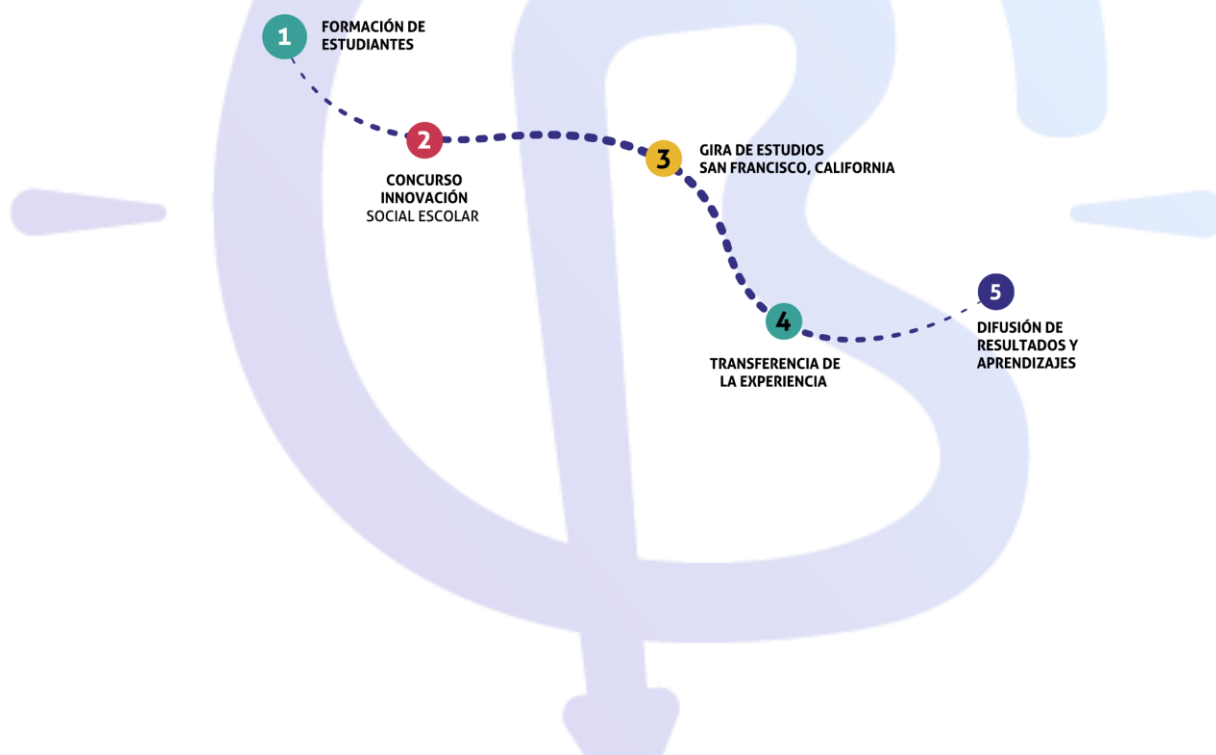 1
FORMACIÓN DE
ESTUDIANTES
2
CONCURSO
INNOVACIÓN
SOCIAL ESCOLAR
3
GIRA DE ESTUDIOS
SAN FRANCISCO, CALIFORNIA
4
TRANSFERENCIA DE
LA EXPERIENCIA
5
DIFUSIÓN DE
RESULTADOS Y
APRENDIZAJES